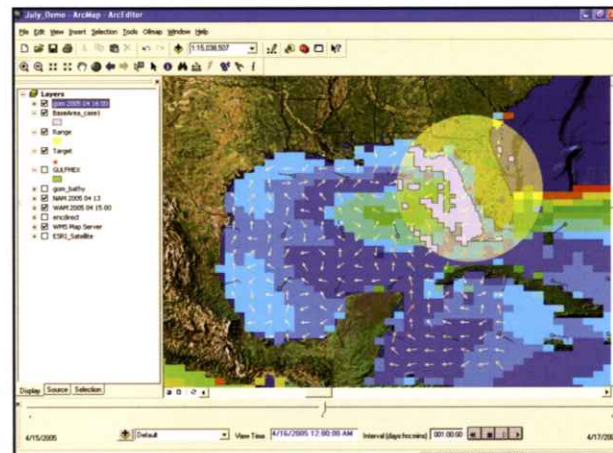 July_Demo - ArcMap - ArcEditor
File Edit View Insert Selection Tools Oilmap Window Help
1:15,038,507
Layers
gom 2005 04 16:00
BaseArea_case1
Range
Target
GULFMEX
gom_bathy
NAM 2005 04 13
WAM 2005 04 15:00
encdirect
WMS Map Server
ESRI_Satellite
Display Source Selection
4/15/2005 Default View Time 4/16/2005 12:00:00 AM Interval (days:hrs:mins) 001:00:00